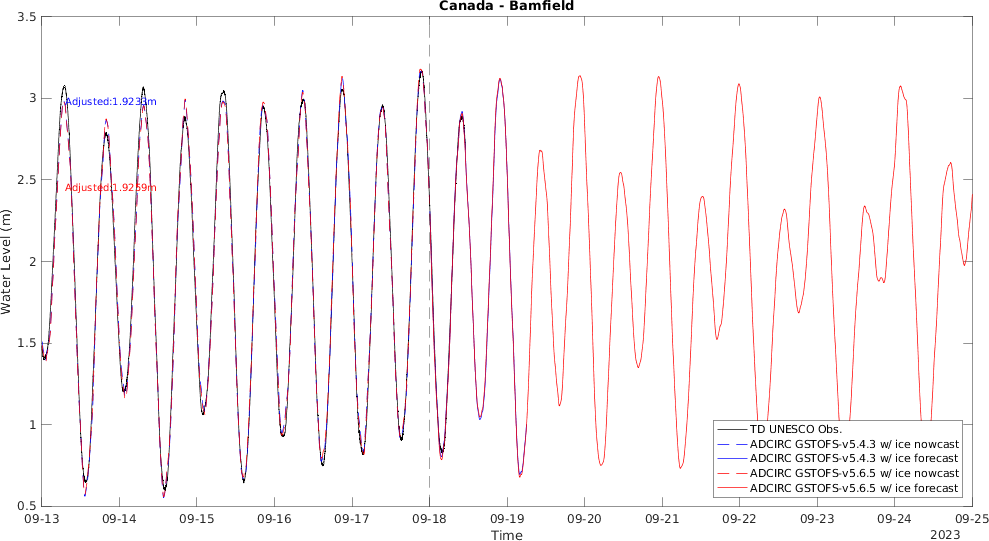 Canada - Bamfield
3.5
3
2.5
2
1.5
1
0.5
Water Level (m)
Adjusted:1.9233m
Adjusted:1.9259m
TD UNESCO Obs.
ADCIRC GSTOFS-v5.4.3 w/ ice nowcast
ADCIRC GSTOFS-v5.4.3 w/ ice forecast
ADCIRC GSTOFS-v5.6.5 w/ ice nowcast
ADCIRC GSTOFS-v5.6.5 w/ ice forecast
09-13 09-14 09-15 09-16 09-17 09-18 09-19 09-20 09-21 09-22 09-23 09-24 09-25
Time 2023